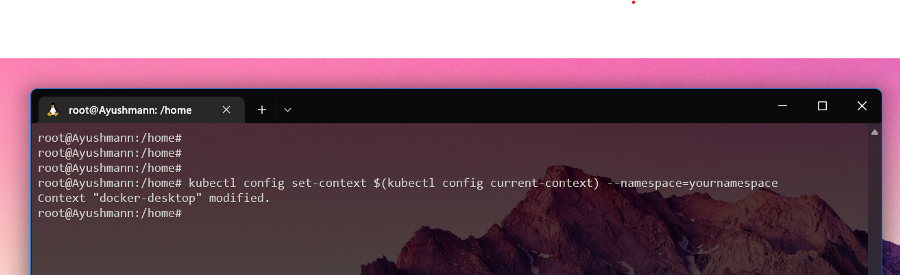 root@Ayushmann: /home
root@Ayushmann:/home#
root@Ayushmann:/home#
root@Ayushmann:/home#
root@Ayushmann:/home# kubectl config set-context $(kubectl config current-context) --namespace=yournamespace
Context "docker-desktop" modified.
root@Ayushmann:/home#